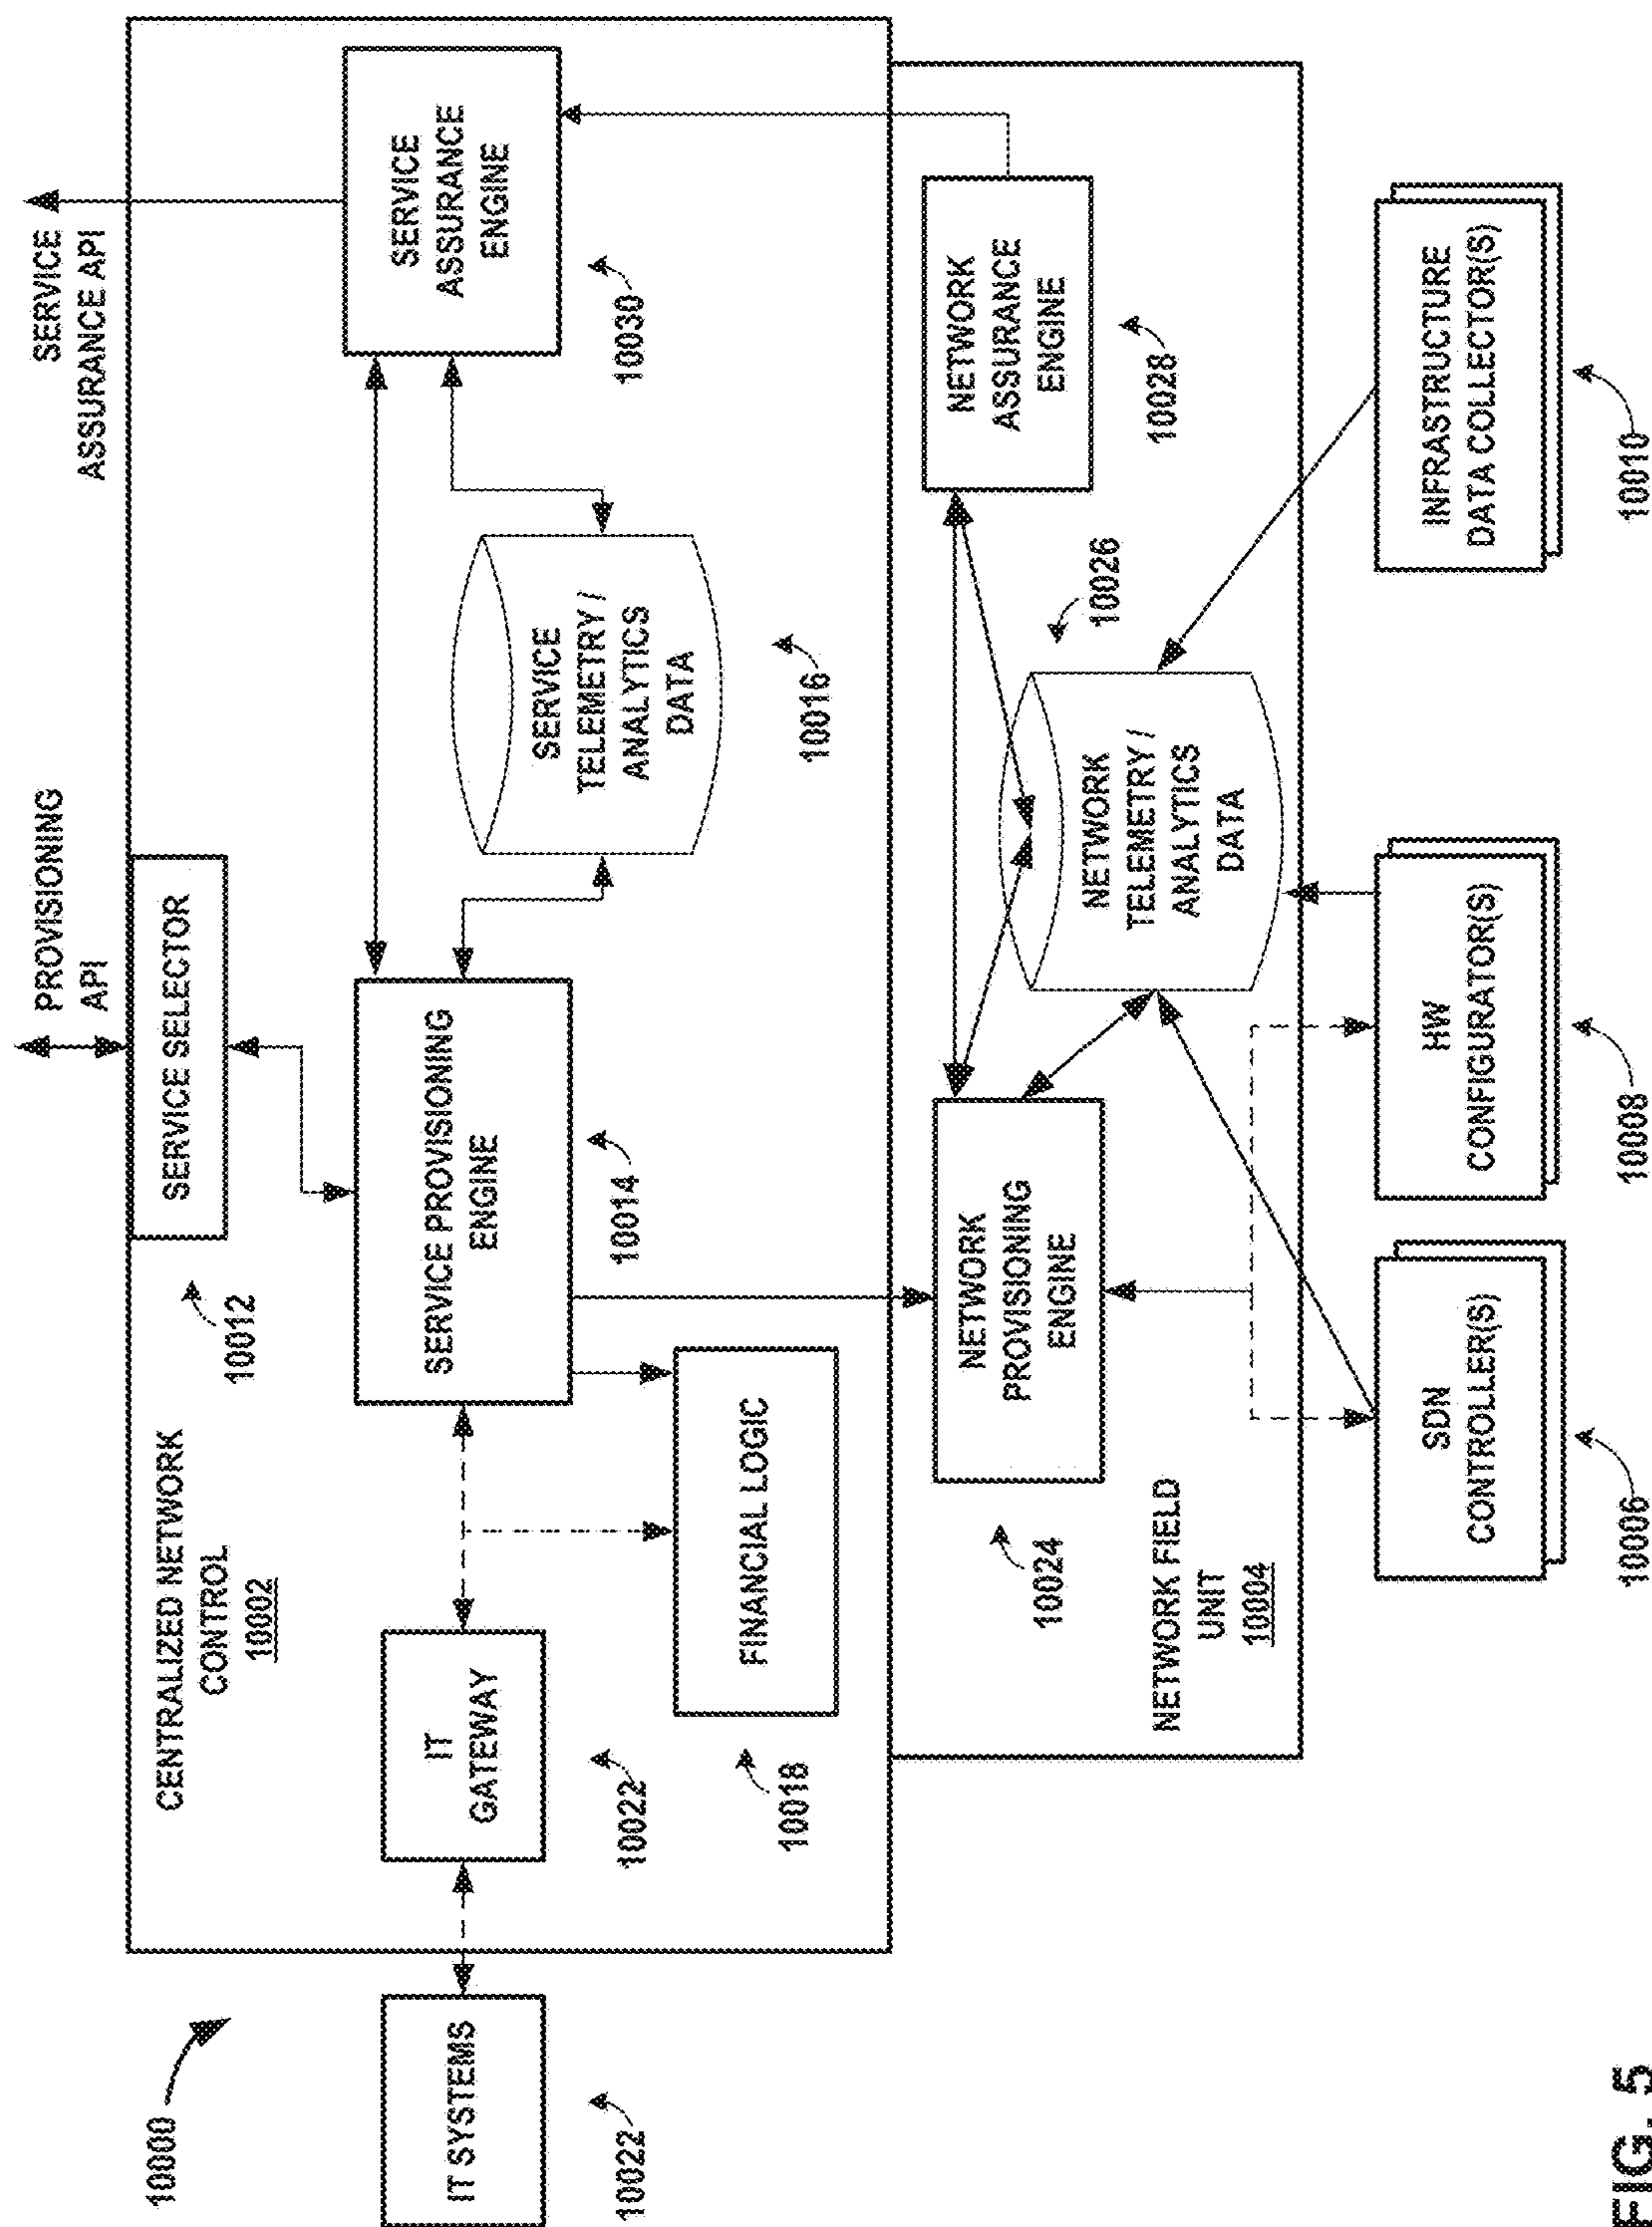 10000
SERVICE
ASSURANCE API
PROVISIONING
API
CENTRALIZED NETWORK
CONTROL
10002
SERVICE SELECTOR
10012
IT SYSTEMS
10022
IT
GATEWAY
10022
SERVICE PROVISIONING
ENGINE
10014
SERVICE
TELEMETRY /
ANALYTICS
DATA
10016
SERVICE
ASSURANCE
ENGINE
10030
FINANCIAL LOGIC
10018
NETWORK FIELD
UNIT
10004
NETWORK
PROVISIONING
ENGINE
10024
NETWORK
TELEMETRY /
ANALYTICS
DATA
10026
NETWORK
ASSURANCE
ENGINE
10028
SDN
CONTROLLER(S)
10006
HW
CONFIGURATOR(S)
10008
INFRASTRUCTURE
DATA COLLECTOR(S)
10010
FIG. 5